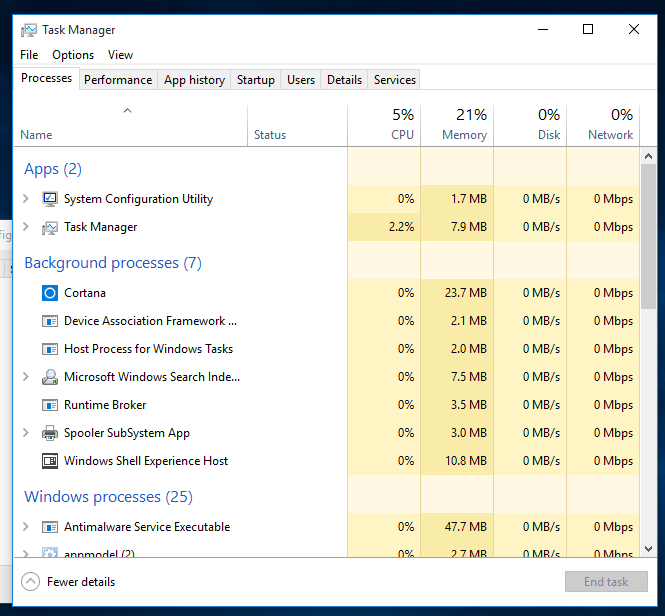 Task Manager
File Options View
Processes Performance App history Startup Users Details Services
5% 21% 0% 0%
Name Status CPU Memory Disk Network
Apps (2)
System Configuration Utility 0% 1.7 MB 0 MB/s 0 Mbps
Task Manager 2.2% 7.9 MB 0 MB/s 0 Mbps
Background processes (7)
Cortana 0% 23.7 MB 0 MB/s 0 Mbps
Device Association Framework ... 0% 2.1 MB 0 MB/s 0 Mbps
Host Process for Windows Tasks 0% 2.0 MB 0 MB/s 0 Mbps
Microsoft Windows Search Inde... 0% 7.5 MB 0 MB/s 0 Mbps
Runtime Broker 0% 3.5 MB 0 MB/s 0 Mbps
Spooler SubSystem App 0% 3.0 MB 0 MB/s 0 Mbps
Windows Shell Experience Host 0% 10.8 MB 0 MB/s 0 Mbps
Windows processes (25)
Antimalware Service Executable 0% 47.7 MB 0 MB/s 0 Mbps
appmodel (2) 0% 2.7 MB 0 MB/s 0 Mbps
Fewer details End task